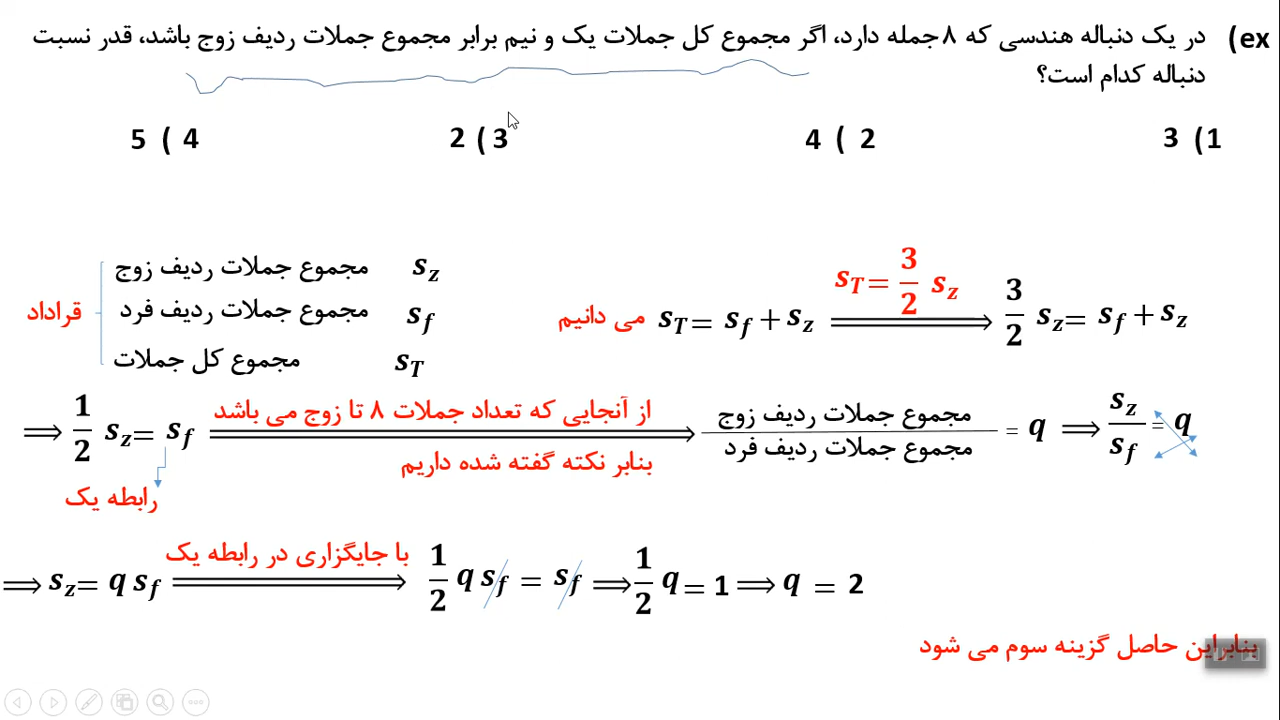 ex) در یک دنباله هندسی که ۸ جمله دارد، اگر مجموع کل جملات یک و نیم برابر مجموع جملات ردیف زوج باشد، قدر نسبت
دنباله کدام است؟
1) 3  2) 4  3) 2  4) 5
قراداد
مجموع جملات ردیف زوج s_z
مجموع جملات ردیف فرد s_f
مجموع کل جملات s_T
می دانیم s_T = s_f + s_z ⟹ s_T = 3/2 s_z  3/2 s_z = s_f + s_z
⟹ 1/2 s_z = s_f
رابطه یک
از آنجایی که تعداد جملات ۸ تا زوج می باشد
بنابر نکته گفته شده داریم
مجموع جملات ردیف زوج / مجموع جملات ردیف فرد = q ⟹ s_z / s_f = q
⟹ s_z = q s_f با جایگزاری در رابطه یک ⟹ 1/2 q s_f = s_f ⟹ 1/2 q = 1 ⟹ q = 2
بنابراین حاصل گزینه سوم می شود